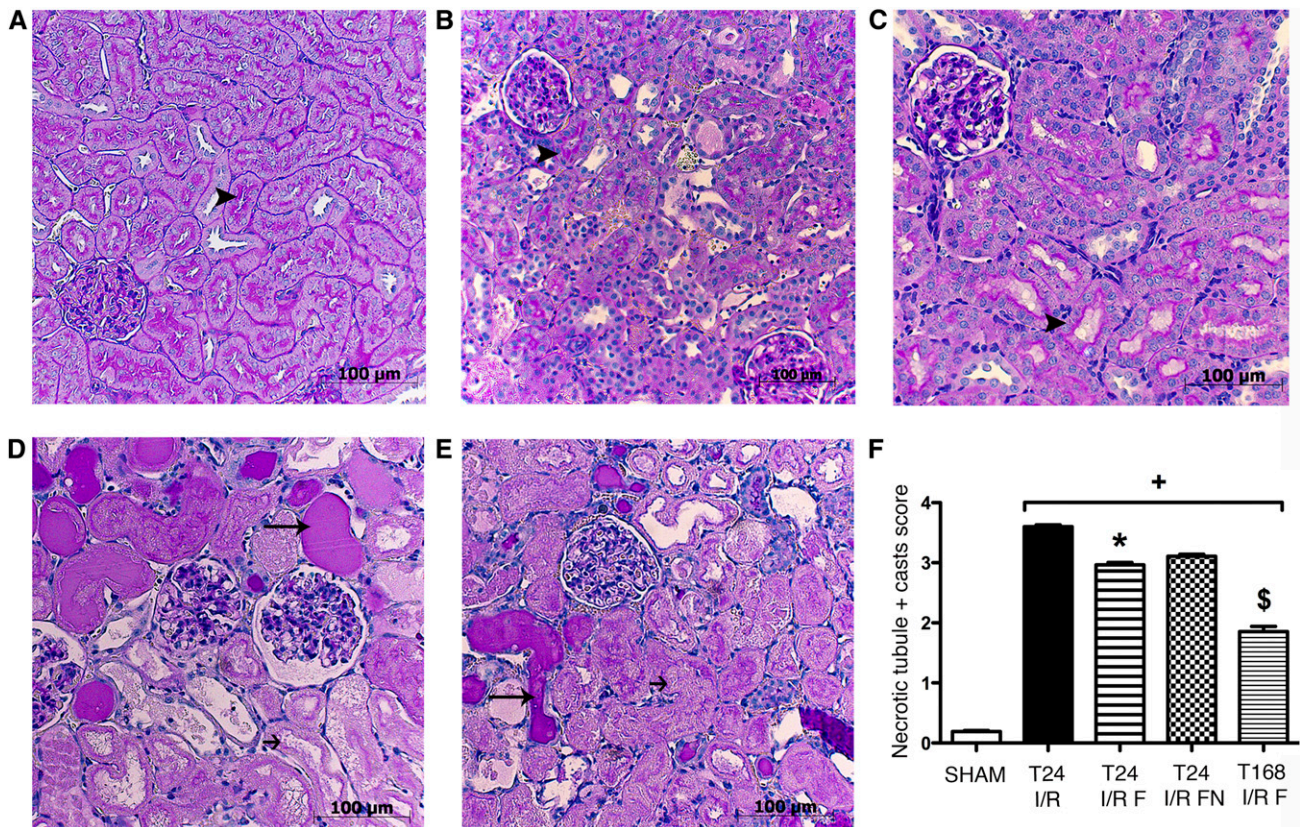 A
B
C
100 µm
100 µm
100 µm
D
E
F
100 µm
100 µm
Necrotic tubule + casts score
4
3
2
1
0
+
*
$
SHAM
T24 I/R
T24 I/R F
T24 I/R FN
T168 I/R F